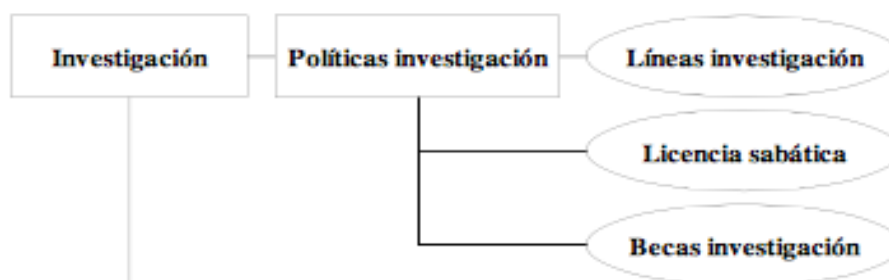 Investigación
Políticas investigación
Líneas investigación
Licencia sabática
Becas investigación